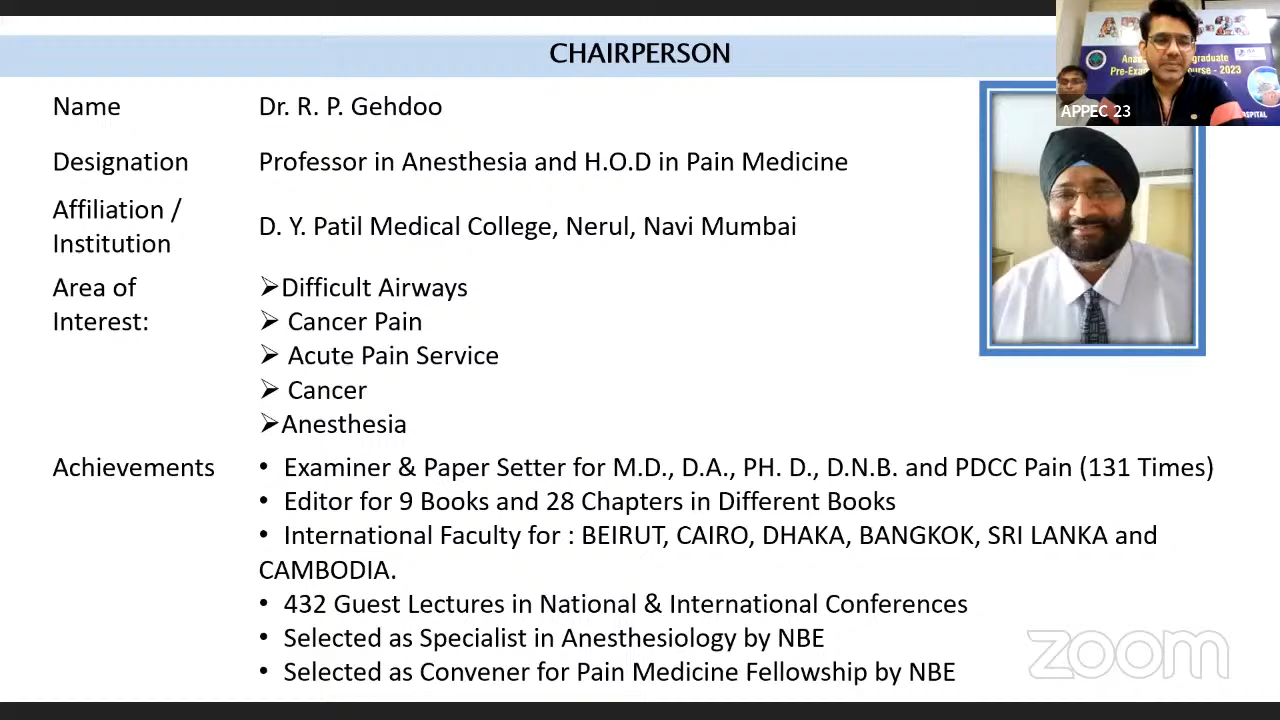 CHAIRPERSON
Name Dr. R. P. Gehdoo
Designation Professor in Anesthesia and H.O.D in Pain Medicine
Affiliation /
Institution
D. Y. Patil Medical College, Nerul, Navi Mumbai
Area of
Interest:
➢Difficult Airways
➢ Cancer Pain
➢ Acute Pain Service
➢ Cancer
➢Anesthesia
Achievements
• Examiner & Paper Setter for M.D., D.A., PH. D., D.N.B. and PDCC Pain (131 Times)
• Editor for 9 Books and 28 Chapters in Different Books
• International Faculty for : BEIRUT, CAIRO, DHAKA, BANGKOK, SRI LANKA and
CAMBODIA.
• 432 Guest Lectures in National & International Conferences
• Selected as Specialist in Anesthesiology by NBE
• Selected as Convener for Pain Medicine Fellowship by NBE
APPEC 23
zoom